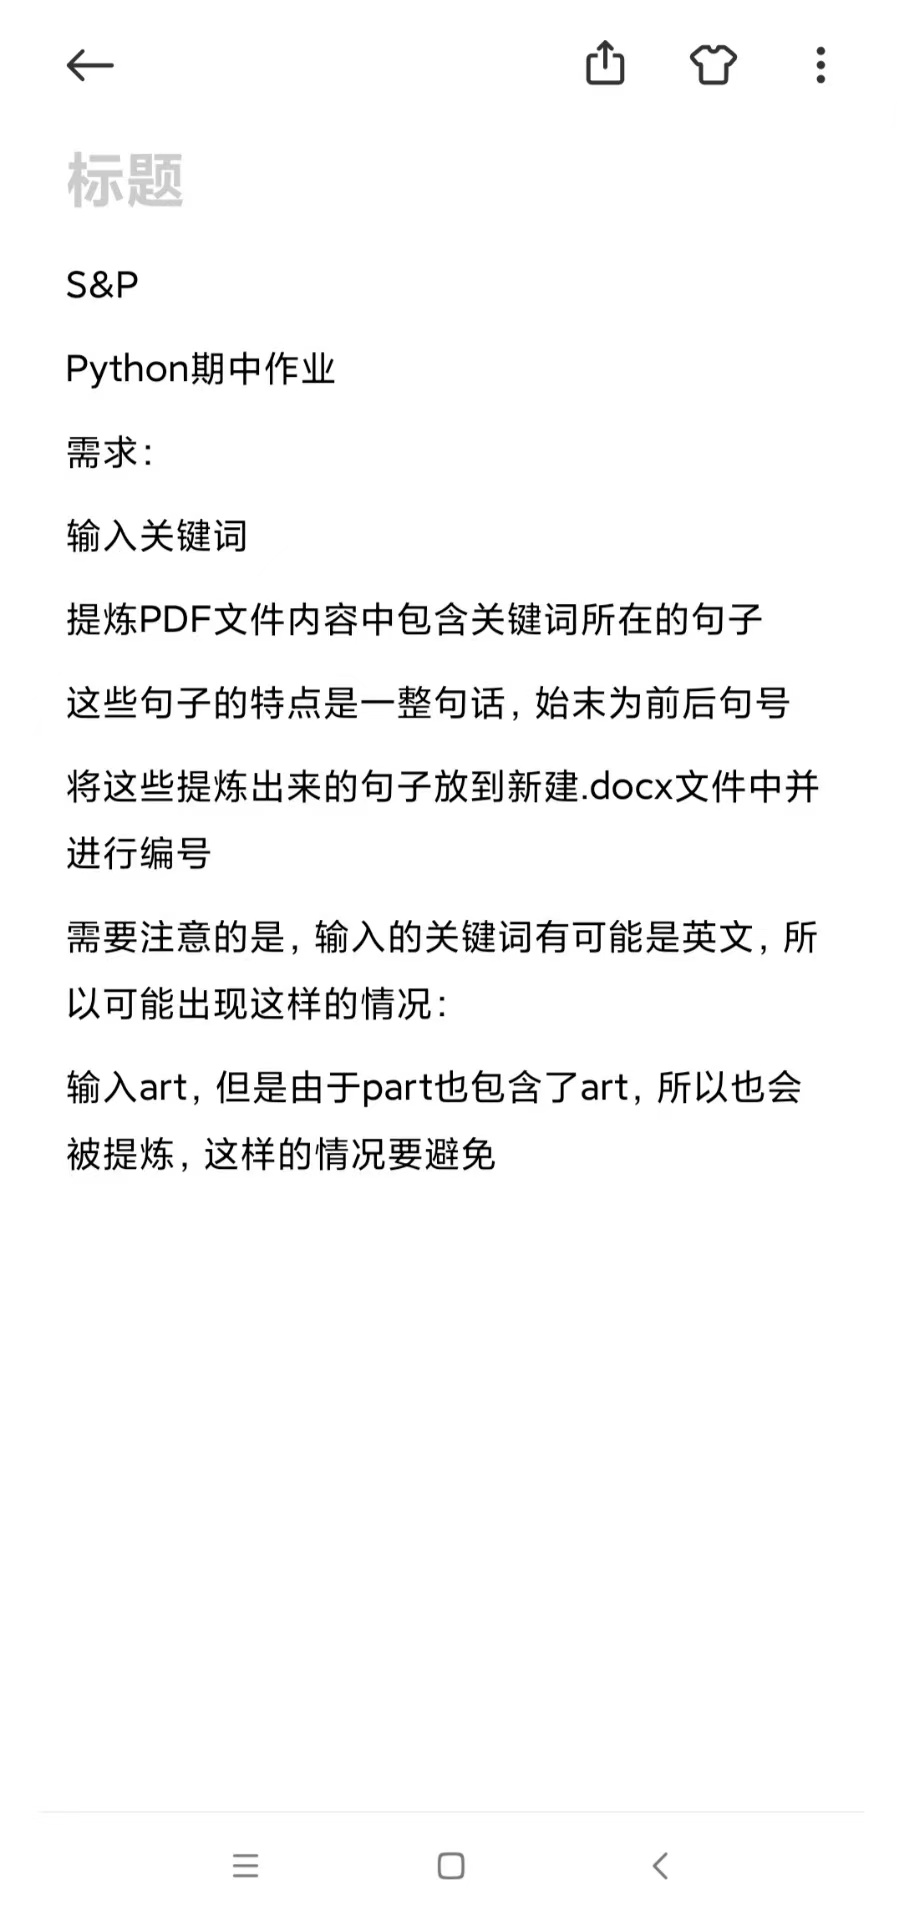 标题
S&P
Python期中作业
需求：
输入关键词
提炼PDF文件内容中包含关键词所在的句子
这些句子的特点是一整句话，始末为前后句号
将这些提炼出来的句子放到新建.docx文件中并
进行编号
需要注意的是，输入的关键词有可能是英文，所
以可能出现这样的情况：
输入art，但是由于part也包含了art，所以也会
被提炼，这样的情况要避免